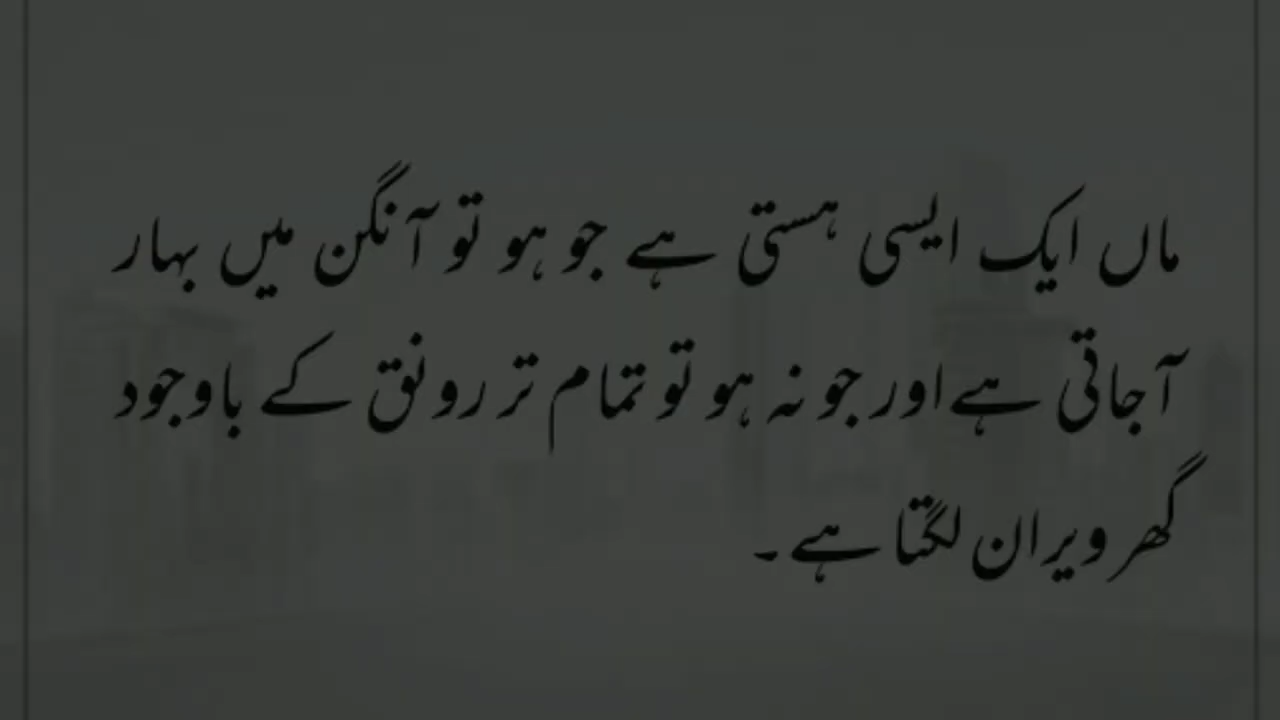 ماں ایک ایسی ہستی ہے جو ہو تو آنگن میں بہار
آجاتی ہے اور جو نہ ہو تو تمام تر رونق کے باوجود
گھر ویران لگتا ہے۔